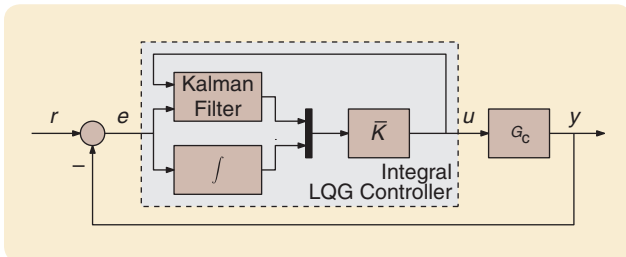 Kalman
Filter
r
e
K̄
u
G_c
y
−
∫
Integral
LQG Controller